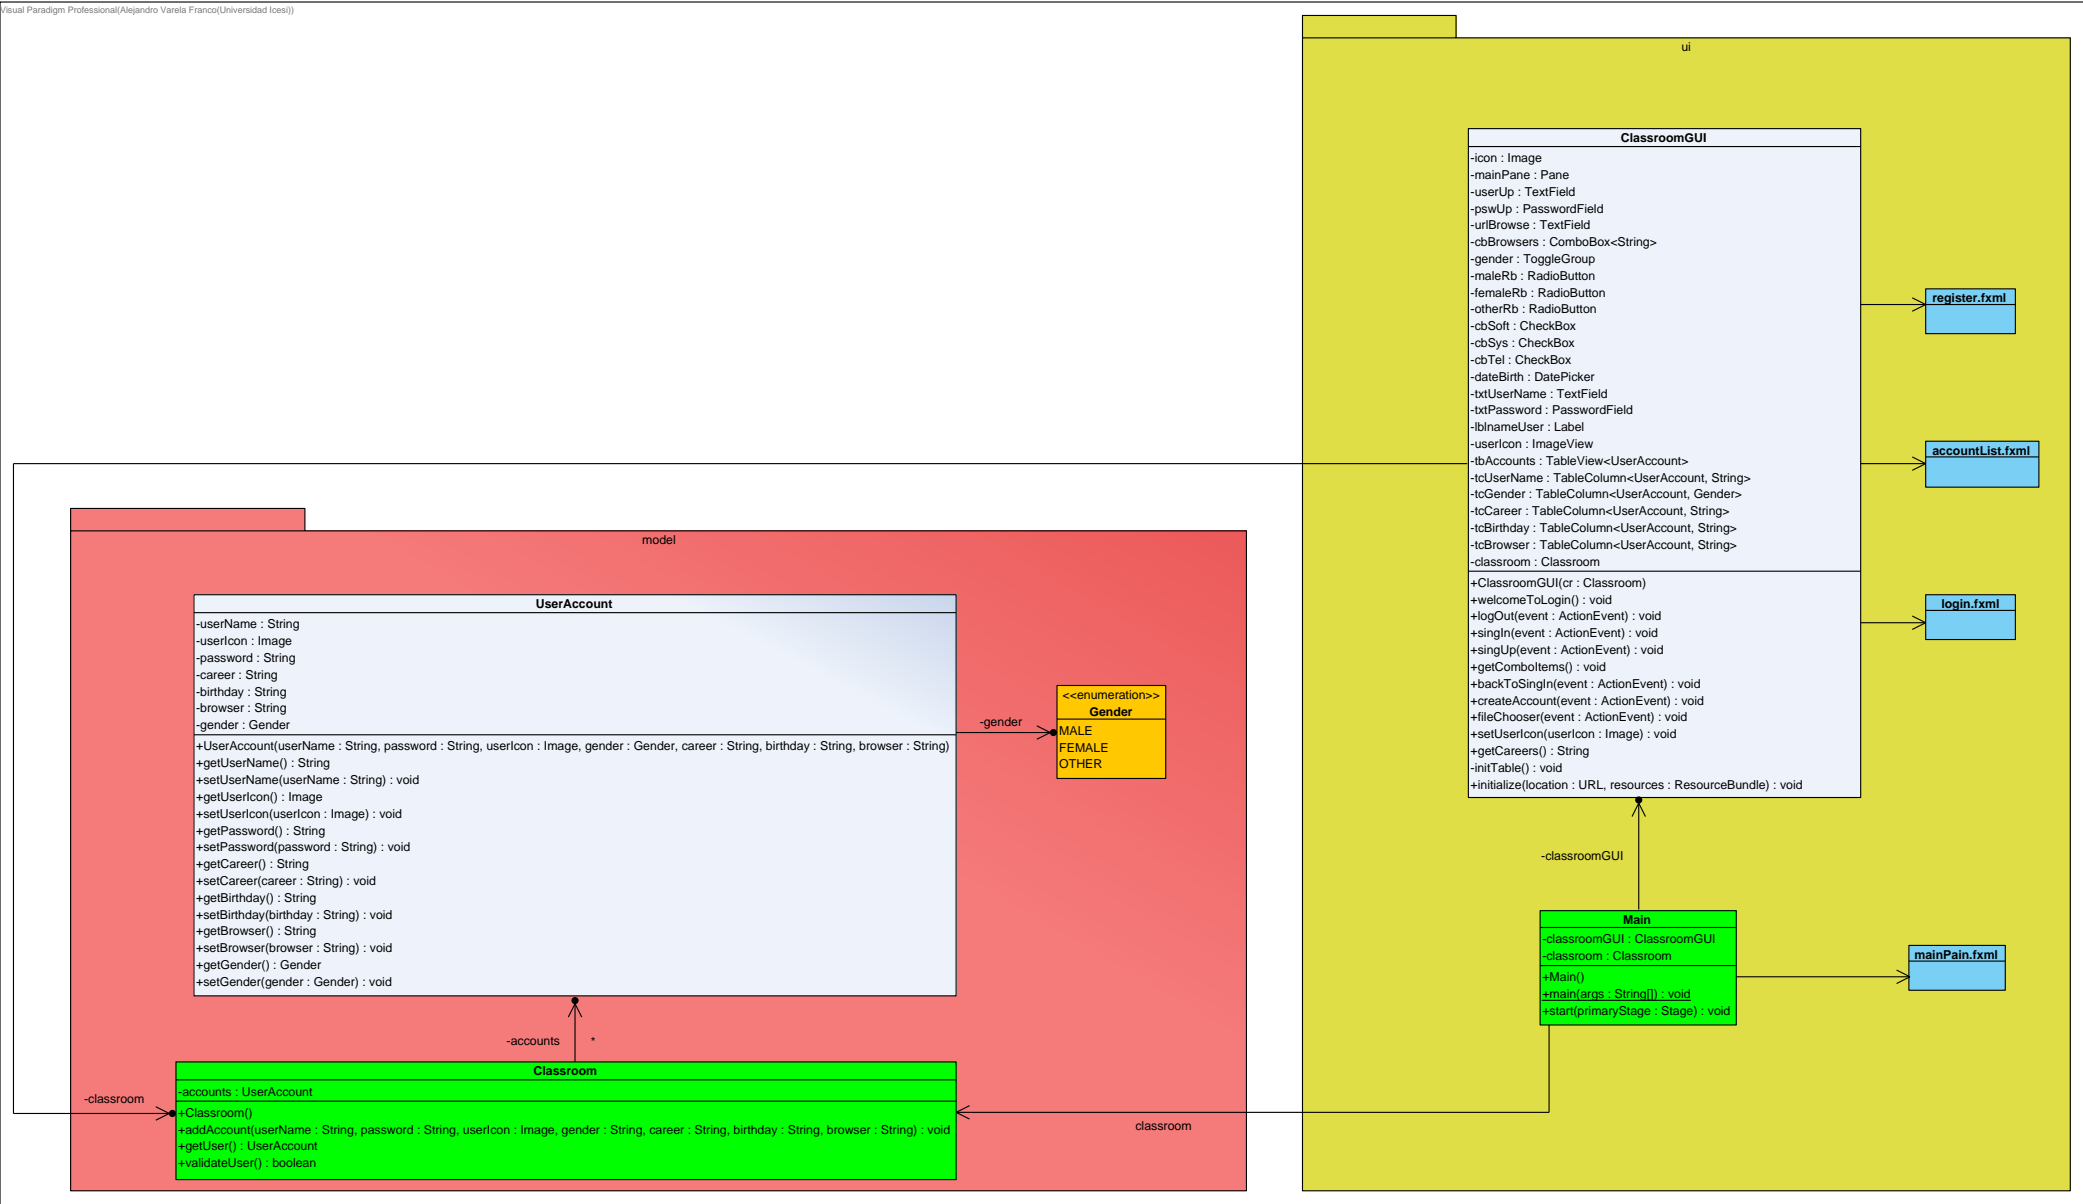 Visual Paradigm Professional(Alejandro Varela Franco(Universidad Icesi))
ui
ClassroomGUI
-icon : Image
-mainPane : Pane
-userUp : TextField
-pswUp : PasswordField
-urlBrowse : TextField
-cbBrowsers : ComboBox<String>
-gender : ToggleGroup
-maleRb : RadioButton
-femaleRb : RadioButton
-otherRb : RadioButton
-cbSoft : CheckBox
-cbSys : CheckBox
-cbTel : CheckBox
-dateBirth : DatePicker
-txtUserName : TextField
-txtPassword : PasswordField
-lblnameUser : Label
-userIcon : ImageView
-tbAccounts : TableView<UserAccount>
-tcUserName : TableColumn<UserAccount, String>
-tcGender : TableColumn<UserAccount, Gender>
-tcCareer : TableColumn<UserAccount, String>
-tcBirthday : TableColumn<UserAccount, String>
-tcBrowser : TableColumn<UserAccount, String>
-classroom : Classroom
+ClassroomGUI(cr : Classroom)
+welcomeToLogin() : void
+logOut(event : ActionEvent) : void
+singIn(event : ActionEvent) : void
+singUp(event : ActionEvent) : void
+getComboItems() : void
+backToSingIn(event : ActionEvent) : void
+createAccount(event : ActionEvent) : void
+fileChooser(event : ActionEvent) : void
+setUserIcon(userIcon : Image) : void
+getCareers() : String
-initTable() : void
+initialize(location : URL, resources : ResourceBundle) : void
register.fxml
accountList.fxml
login.fxml
-classroomGUI
Main
-classroomGUI : ClassroomGUI
-classroom : Classroom
+Main()
+main(args : String[]) : void
+start(primaryStage : Stage) : void
mainPain.fxml
model
UserAccount
-userName : String
-userIcon : Image
-password : String
-career : String
-birthday : String
-browser : String
-gender : Gender
+UserAccount(userName : String, password : String, userIcon : Image, gender : Gender, career : String, birthday : String, browser : String)
+getUserName() : String
+setUserName(userName : String) : void
+getUserIcon() : Image
+setUserIcon(userIcon : Image) : void
+getPassword() : String
+setPassword(password : String) : void
+getCareer() : String
+setCareer(career : String) : void
+getBirthday() : String
+setBirthday(birthday : String) : void
+getBrowser() : String
+setBrowser(browser : String) : void
+getGender() : Gender
+setGender(gender : Gender) : void
-gender
<<enumeration>>
Gender
MALE
FEMALE
OTHER
-accounts
*
Classroom
-accounts : UserAccount
+Classroom()
+addAccount(userName : String, password : String, userIcon : Image, gender : String, career : String, birthday : String, browser : String) : void
+getUser() : UserAccount
+validateUser() : boolean
-classroom
classroom